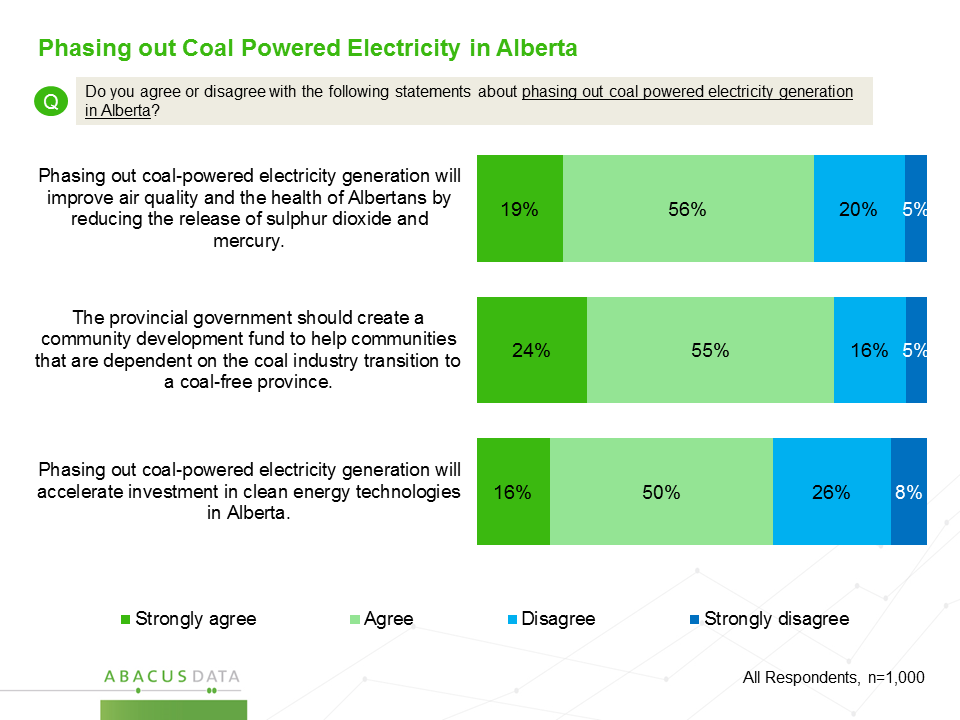 Phasing out Coal Powered Electricity in Alberta
Q
Do you agree or disagree with the following statements about phasing out coal powered electricity generation
in Alberta?
Phasing out coal-powered electricity generation will
improve air quality and the health of Albertans by
reducing the release of sulphur dioxide and
mercury.
19% 56% 20% 5%
The provincial government should create a
community development fund to help communities
that are dependent on the coal industry transition to
a coal-free province.
24% 55% 16% 5%
Phasing out coal-powered electricity generation will
accelerate investment in clean energy technologies
in Alberta.
16% 50% 26% 8%
Strongly agree Agree Disagree Strongly disagree
ABACUS DATA
All Respondents, n=1,000